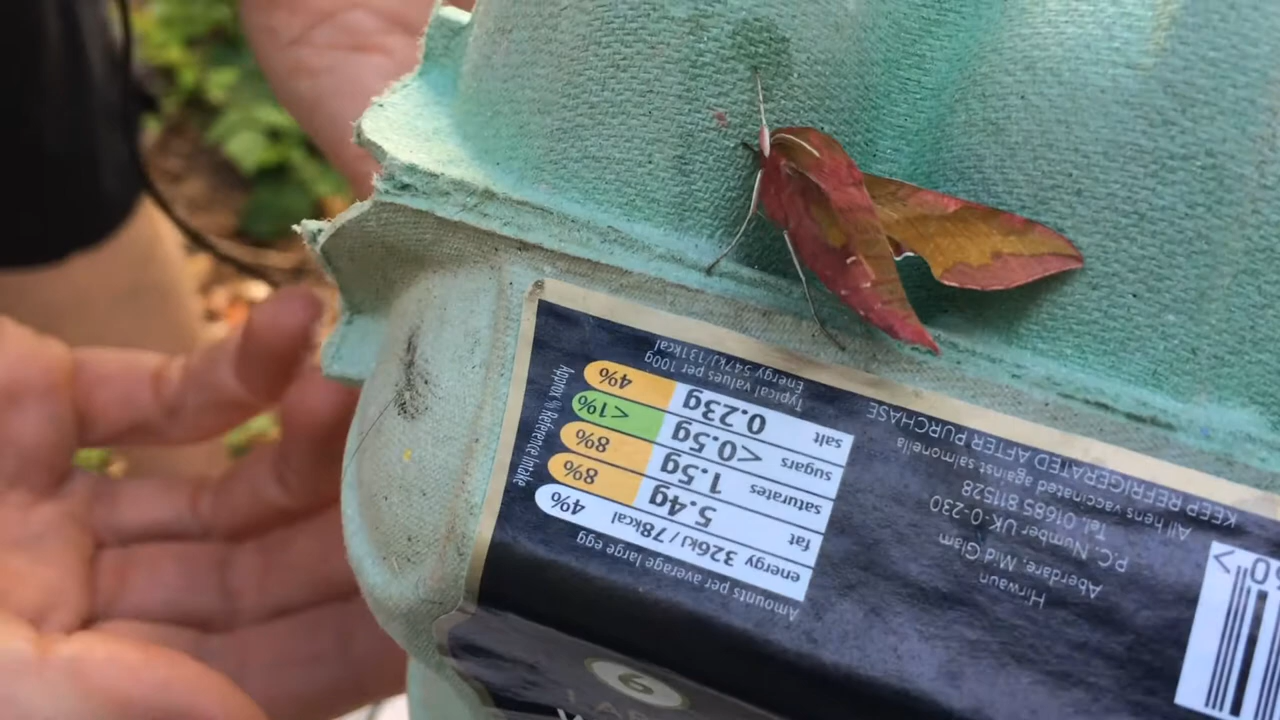 6
Amounts per average large egg
energy 326kJ/78kcal 4%
fat 5.4g 8%
saturates 1.5g 8%
sugars <0.5g <1%
salt 0.23g 4%
Approx % Reference Intake
Typical values per 100g
Energy 547kJ/131kcal
Hirwaun
Aberdare, Mid Glam
P.C. Number UK 0-230
Tel. 01685 811528
All hens vaccinated against salmonella
KEEP REFRIGERATED AFTER PURCHASE